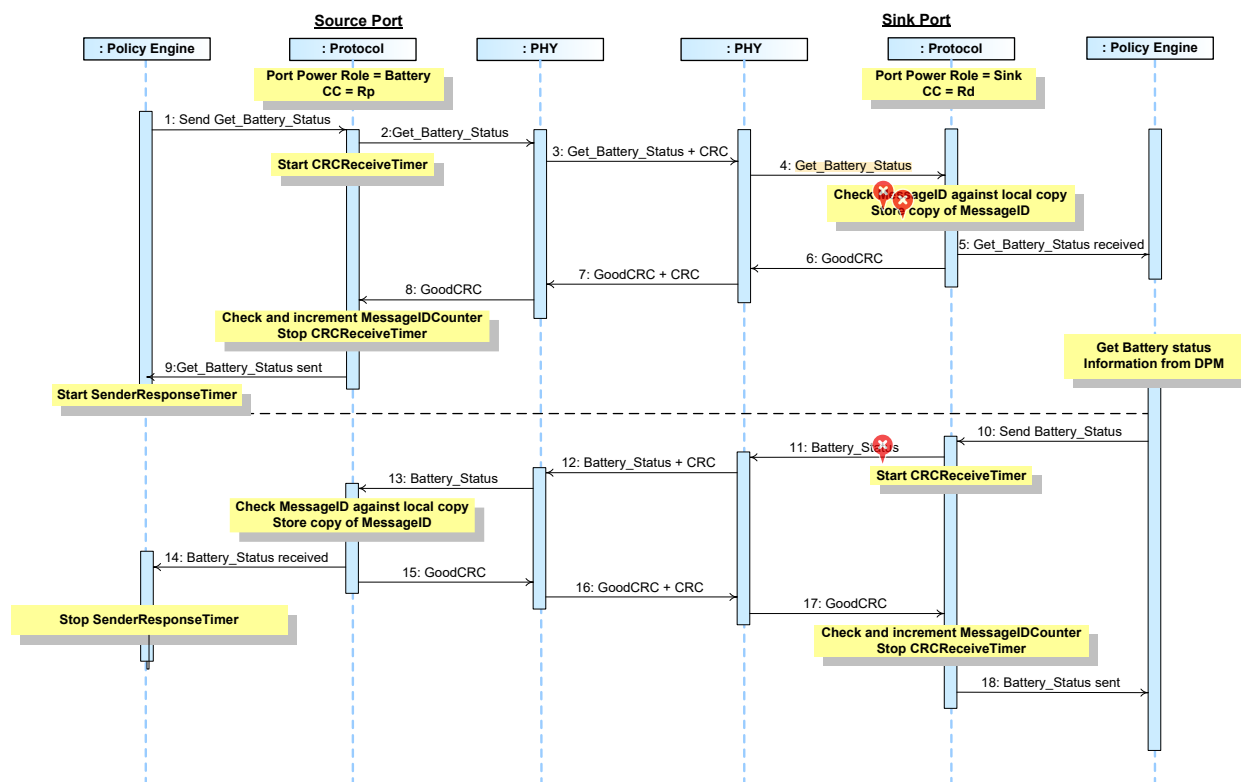 Source Port
Sink Port
: Policy Engine
: Protocol
: PHY
: PHY
: Protocol
: Policy Engine
Port Power Role = Battery
CC = Rp
Port Power Role = Sink
CC = Rd
1: Send Get_Battery_Status
2:Get_Battery_Status
Start CRCReceiveTimer
3: Get_Battery_Status + CRC
4: Get_Battery_Status
Check MessageID against local copy
Store copy of MessageID
5: Get_Battery_Status received
6: GoodCRC
7: GoodCRC + CRC
8: GoodCRC
Check and increment MessageIDCounter
Stop CRCReceiveTimer
9:Get_Battery_Status sent
Start SenderResponseTimer
Get Battery status
Information from DPM
10: Send Battery_Status
11: Battery_Status
Start CRCReceiveTimer
12: Battery_Status + CRC
13: Battery_Status
Check MessageID against local copy
Store copy of MessageID
14: Battery_Status received
15: GoodCRC
16: GoodCRC + CRC
17: GoodCRC
Stop SenderResponseTimer
Check and increment MessageIDCounter
Stop CRCReceiveTimer
18: Battery_Status sent